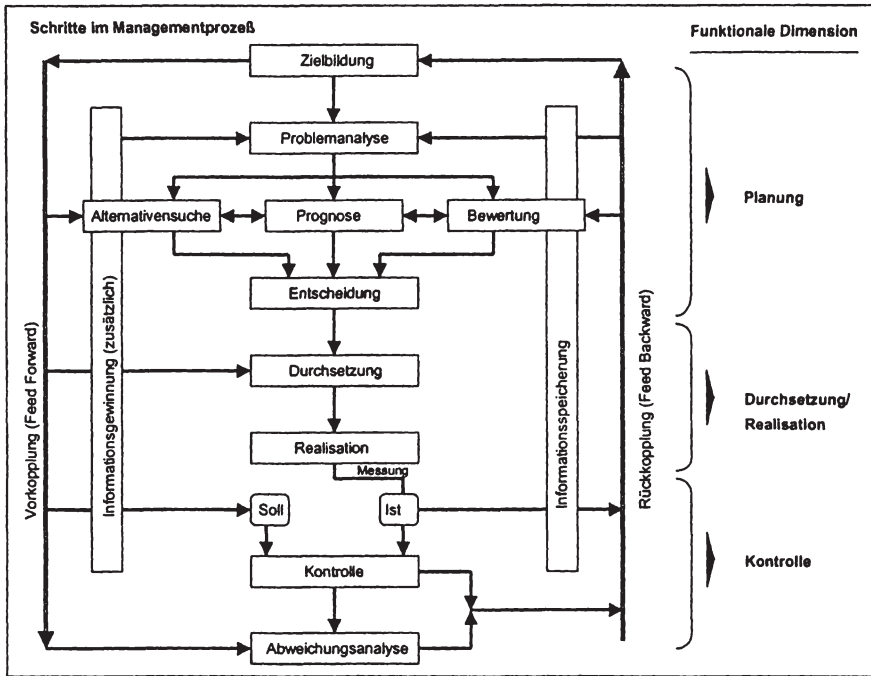 Schritte im Managementprozeß
Funktionale Dimension
Zielbildung
Problemanalyse
Alternativensuche
Prognose
Bewertung
Planung
Entscheidung
Durchsetzung
Durchsetzung/
Realisation
Realisation
Messung
Soll
Ist
Kontrolle
Kontrolle
Abweichungsanalyse
Vorkopplung (Feed Forward)
Informationsgewinnung (zusätzlich)
Informationsspeicherung
Rückkopplung (Feed Backward)